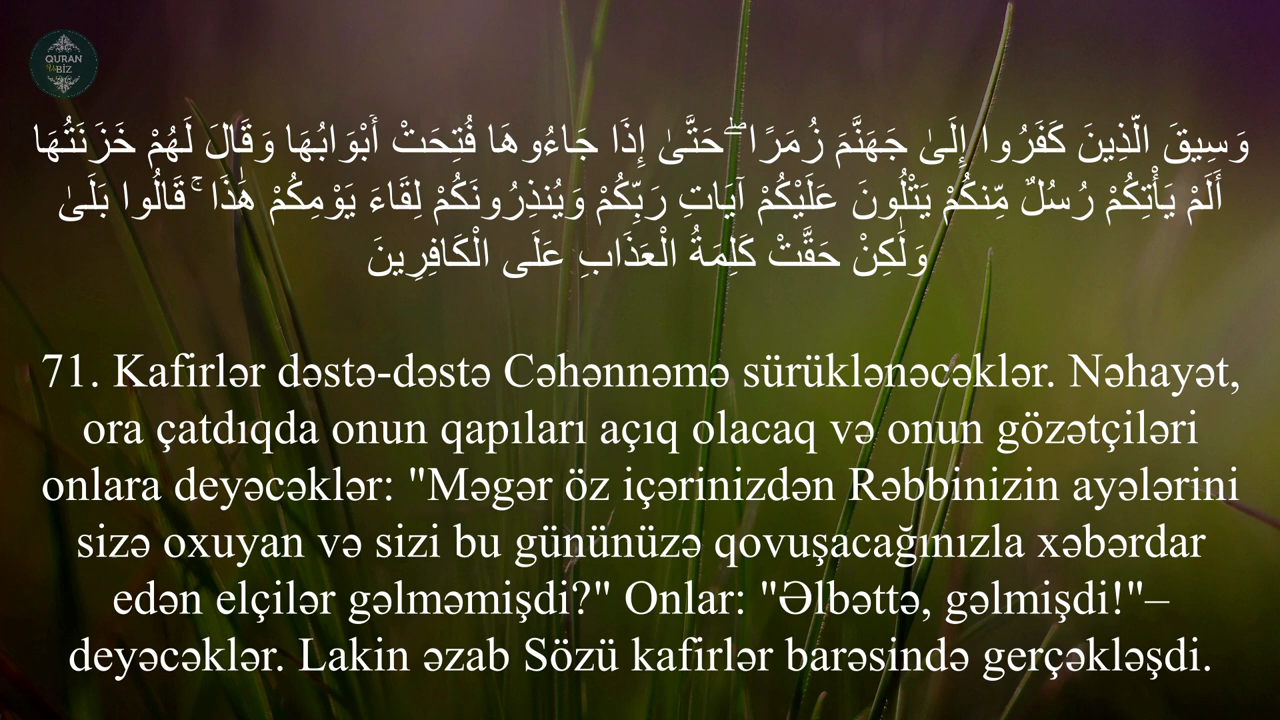 QURAN
Və
BİZ
وَسِيقَ الَّذِينَ كَفَرُوا إِلَىٰ جَهَنَّمَ زُمَرًا ۖ حَتَّىٰ إِذَا جَاءُوهَا فُتِحَتْ أَبْوَابُهَا وَقَالَ لَهُمْ خَزَنَتُهَا
أَلَمْ يَأْتِكُمْ رُسُلٌ مِّنكُمْ يَتْلُونَ عَلَيْكُمْ آيَاتِ رَبِّكُمْ وَيُنذِرُونَكُمْ لِقَاءَ يَوْمِكُمْ هَٰذَا ۚ قَالُوا بَلَىٰ
وَلَٰكِنْ حَقَّتْ كَلِمَةُ الْعَذَابِ عَلَى الْكَافِرِينَ
71. Kafirlər dəstə-dəstə Cəhənnəmə sürüklənəcəklər. Nəhayət,
ora çatdıqda onun qapıları açıq olacaq və onun gözətçiləri
onlara deyəcəklər: "Məgər öz içərinizdən Rəbbinizin ayələrini
sizə oxuyan və sizi bu gününüzə qovuşacağınızla xəbərdar
edən elçilər gəlməmişdi?" Onlar: "Əlbəttə, gəlmişdi!"–
deyəcəklər. Lakin əzab Sözü kafirlər barəsində gerçəkləşdi.